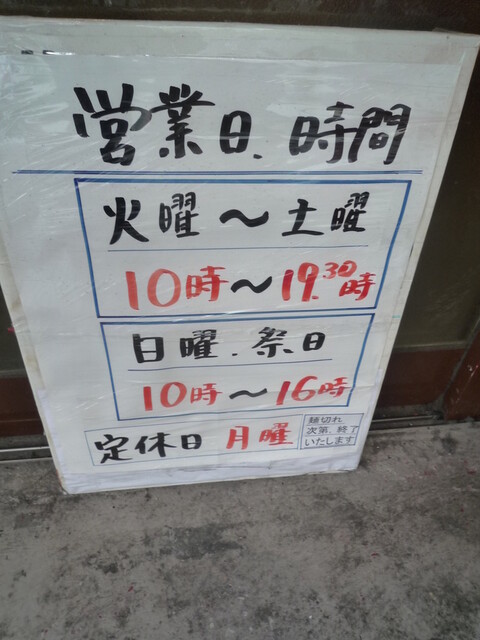 営業日、時間
火曜～土曜
10時～19.30時
日曜.祭日
10時～16時
定休日 月曜
麺切れ
次第、終了
いたします